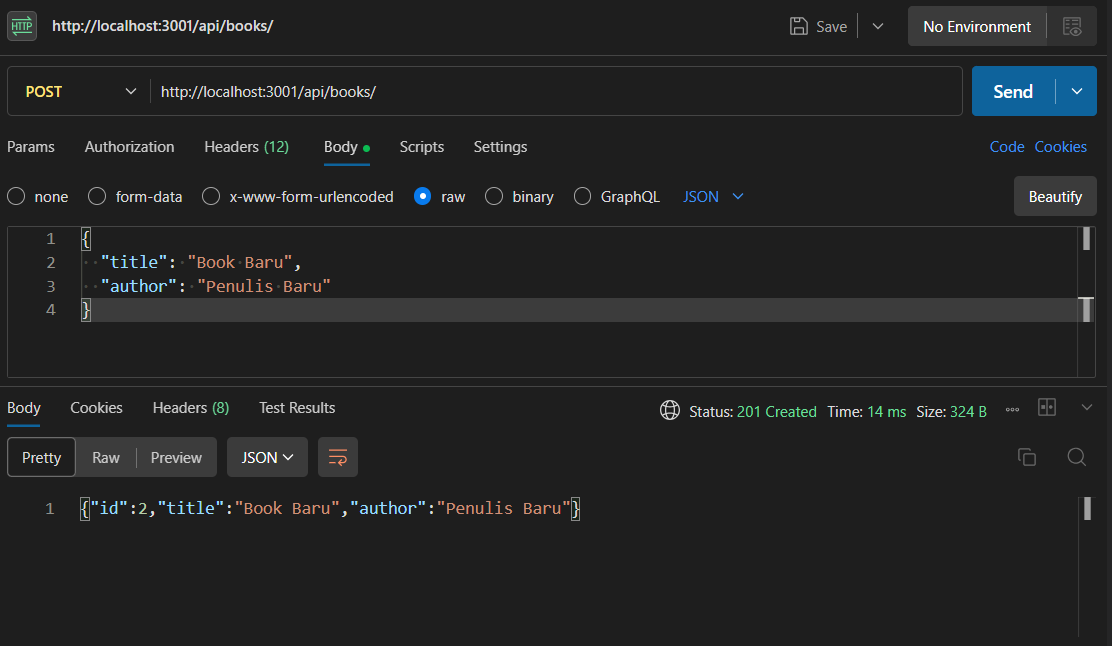 HTTP http://localhost:3001/api/books/ Save No Environment
POST http://localhost:3001/api/books/ Send
Params Authorization Headers (12) Body Scripts Settings Code Cookies
none form-data x-www-form-urlencoded raw binary GraphQL JSON Beautify
1 {
2 "title": "Book Baru",
3 "author": "Penulis Baru"
4 }
Body Cookies Headers (8) Test Results Status: 201 Created Time: 14 ms Size: 324 B
Pretty Raw Preview JSON
1 {"id":2,"title":"Book Baru","author":"Penulis Baru"}